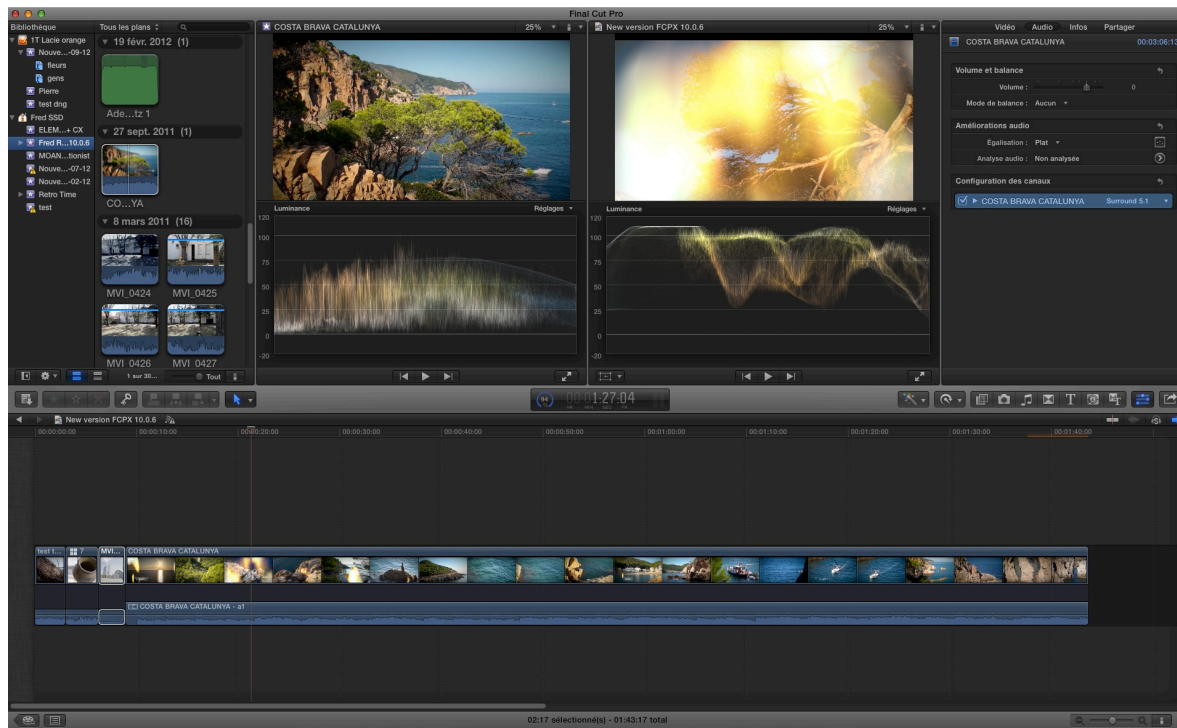 Final Cut Pro
Bibliothèque
Tous les plans
1T Lacie orange
Nouve...-09-12
fleurs
gens
Pierre
test dng
Fred SSD
ELEM...+ CX
Fred R...10.0.6
MOAN...tionist
Nouve...-07-12
Nouve...-02-12
Retro Time
test
19 févr. 2012 (1)
Ade...tz 1
27 sept. 2011 (1)
CO...YA
8 mars 2011 (16)
MVI_0424 MVI_0425
MVI_0426 MVI_0427
1 sur 38... Tout
COSTA BRAVA CATALUNYA 25%
Luminance Réglages
120
100
75
50
25
0
-20
New version FCPX 10.0.6 25%
Luminance Réglages
120
100
75
50
25
0
-20
Vidéo Audio Infos Partager
COSTA BRAVA CATALUNYA 00:03:06:13
Volume et balance
Volume : 0
Mode de balance : Aucun
Améliorations audio
Égalisation : Plat
Analyse audio : Non analysée
Configuration des canaux
COSTA BRAVA CATALUNYA Surround 5.1
1:27:04
HR MIN SEC FR
New version FCPX 10.0.6
00:00:00:00 00:00:10:00 00:00:20:00 00:00:30:00 00:00:40:00 00:00:50:00 00:01:00:00 00:01:10:00 00:01:20:00 00:01:30:00 00:01:40:00
test t... 7 MVI... COSTA BRAVA CATALUNYA
COSTA BRAVA CATALUNYA - a1
02:17 sélectionné(s) - 01:43:17 total